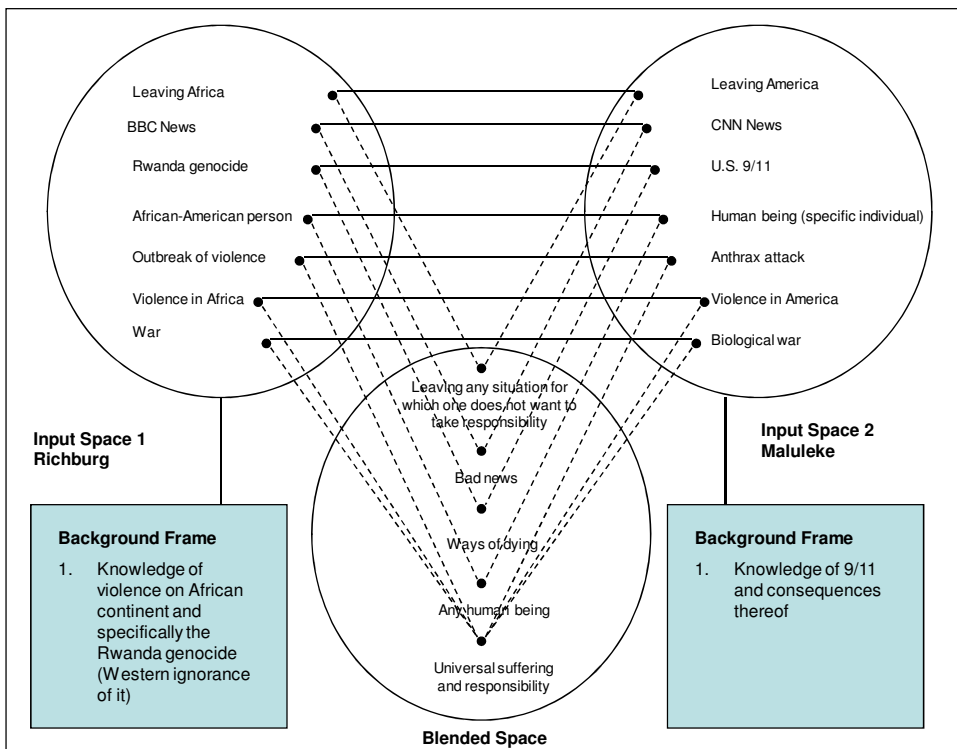 Leaving Africa
BBC News
Rwanda genocide
African-American person
Outbreak of violence
Violence in Africa
War
Leaving America
CNN News
U.S. 9/11
Human being (specific individual)
Anthrax attack
Violence in America
Biological war
Leaving any situation for
which one does not want to
take responsibility
Bad news
Ways of dying
Any human being
Universal suffering
and responsibility
Input Space 1
Richburg
Input Space 2
Maluleke
Background Frame
1. Knowledge of
violence on African
continent and
specifically the
Rwanda genocide
(Western ignorance
of it)
Background Frame
1. Knowledge of 9/11
and consequences
thereof
Blended Space